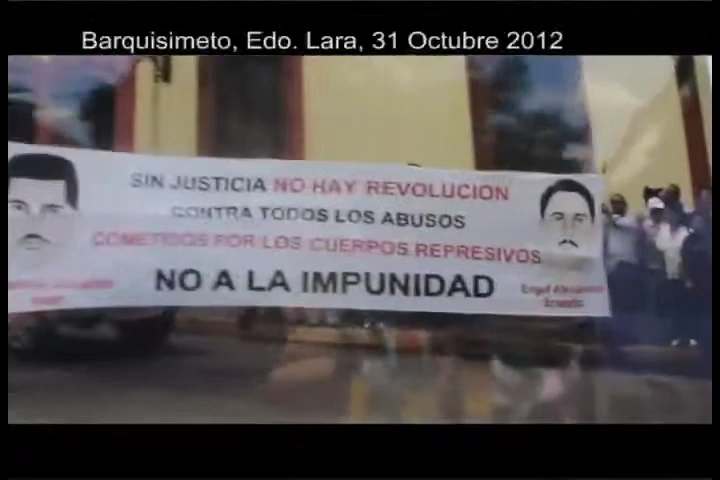 Barquisimeto, Edo. Lara, 31 Octubre 2012
SIN JUSTICIA NO HAY REVOLUCION
CONTRA TODOS LOS ABUSOS
COMETIDOS POR LOS CUERPOS REPRESIVOS
NO A LA IMPUNIDAD